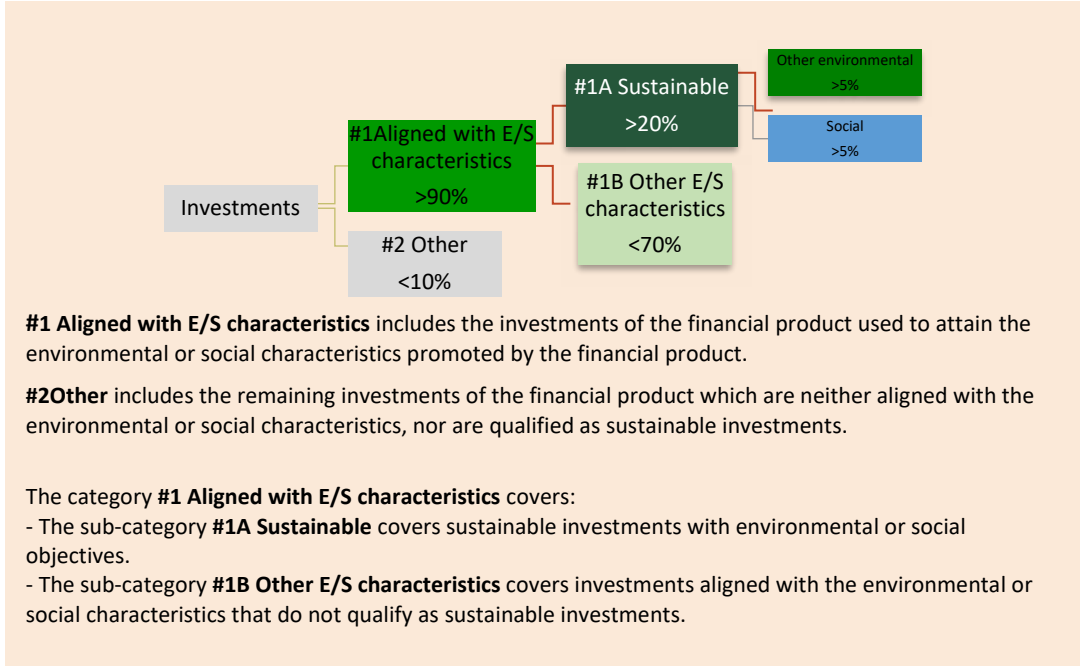 Other environmental
>5%
#1A Sustainable
>20%
Social
>5%
#1Aligned with E/S
characteristics
>90%
#1B Other E/S
characteristics
<70%
Investments
#2 Other
<10%
#1 Aligned with E/S characteristics includes the investments of the financial product used to attain the
environmental or social characteristics promoted by the financial product.
#2Other includes the remaining investments of the financial product which are neither aligned with the
environmental or social characteristics, nor are qualified as sustainable investments.
The category #1 Aligned with E/S characteristics covers:
- The sub-category #1A Sustainable covers sustainable investments with environmental or social
objectives.
- The sub-category #1B Other E/S characteristics covers investments aligned with the environmental or
social characteristics that do not qualify as sustainable investments.